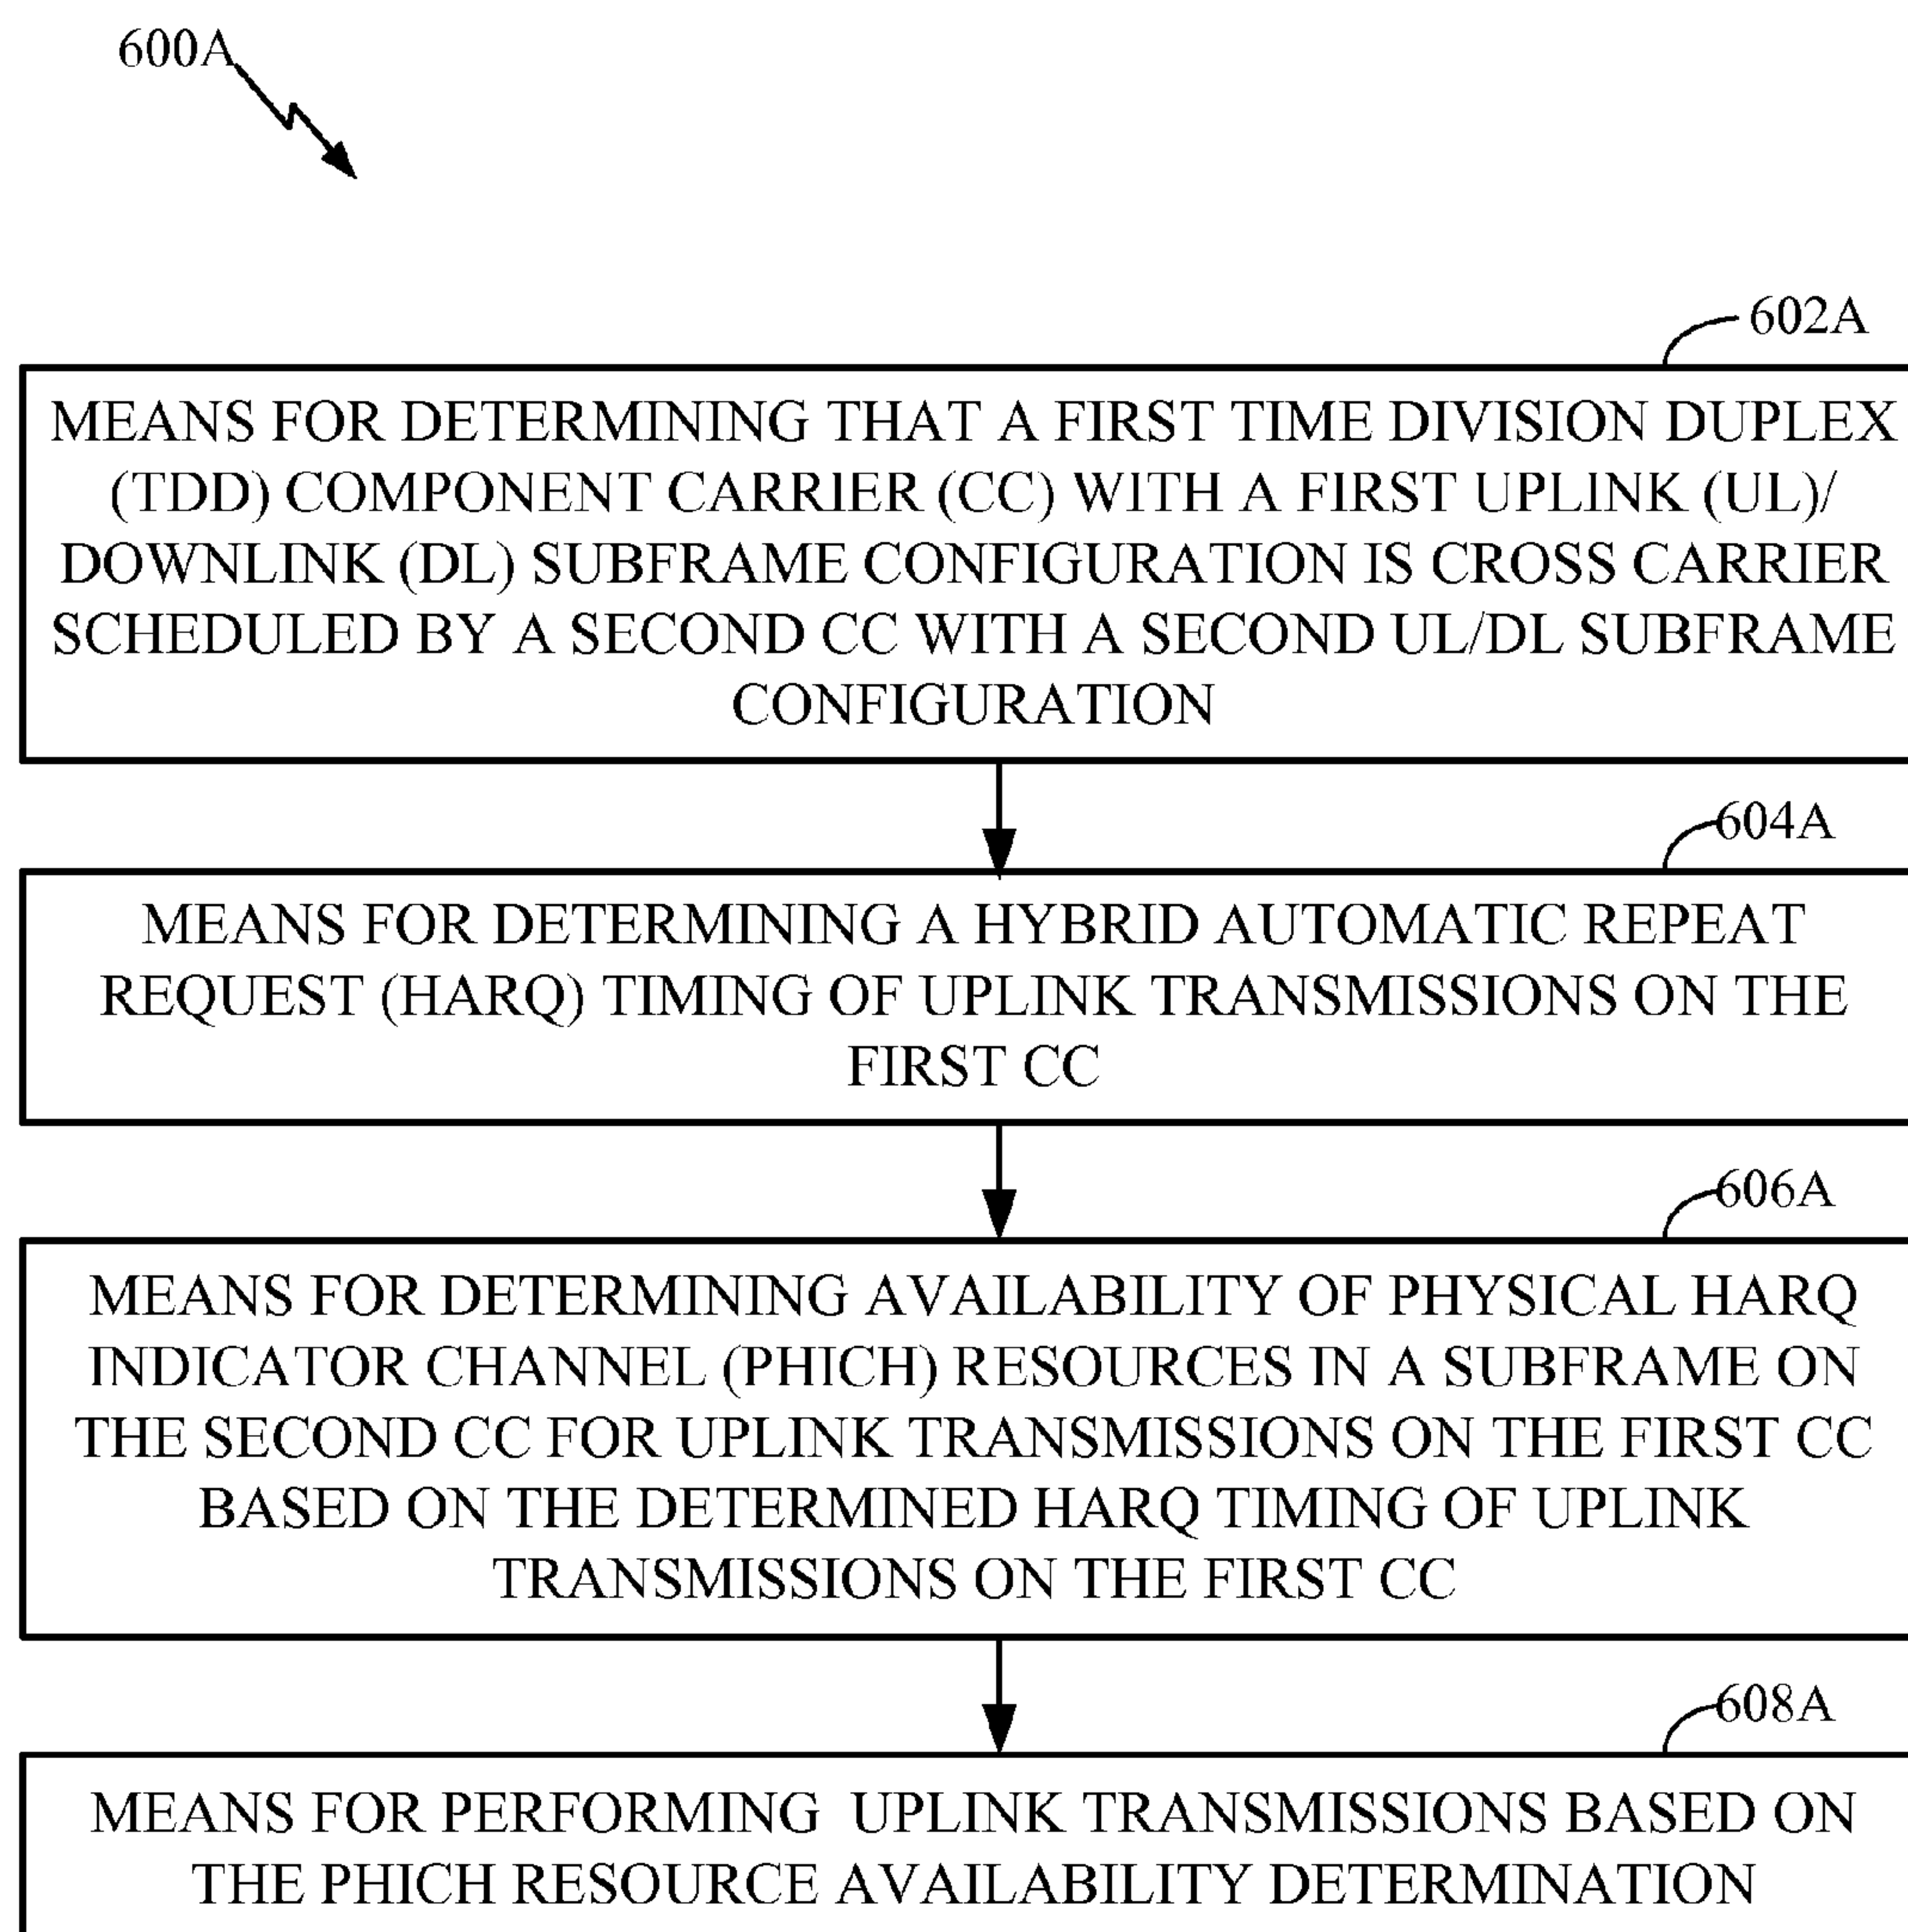 600A
602A
MEANS FOR DETERMINING THAT A FIRST TIME DIVISION DUPLEX
(TDD) COMPONENT CARRIER (CC) WITH A FIRST UPLINK (UL)/
DOWNLINK (DL) SUBFRAME CONFIGURATION IS CROSS CARRIER
SCHEDULED BY A SECOND CC WITH A SECOND UL/DL SUBFRAME
CONFIGURATION
604A
MEANS FOR DETERMINING A HYBRID AUTOMATIC REPEAT
REQUEST (HARQ) TIMING OF UPLINK TRANSMISSIONS ON THE
FIRST CC
606A
MEANS FOR DETERMINING AVAILABILITY OF PHYSICAL HARQ
INDICATOR CHANNEL (PHICH) RESOURCES IN A SUBFRAME ON
THE SECOND CC FOR UPLINK TRANSMISSIONS ON THE FIRST CC
BASED ON THE DETERMINED HARQ TIMING OF UPLINK
TRANSMISSIONS ON THE FIRST CC
608A
MEANS FOR PERFORMING UPLINK TRANSMISSIONS BASED ON
THE PHICH RESOURCE AVAILABILITY DETERMINATION